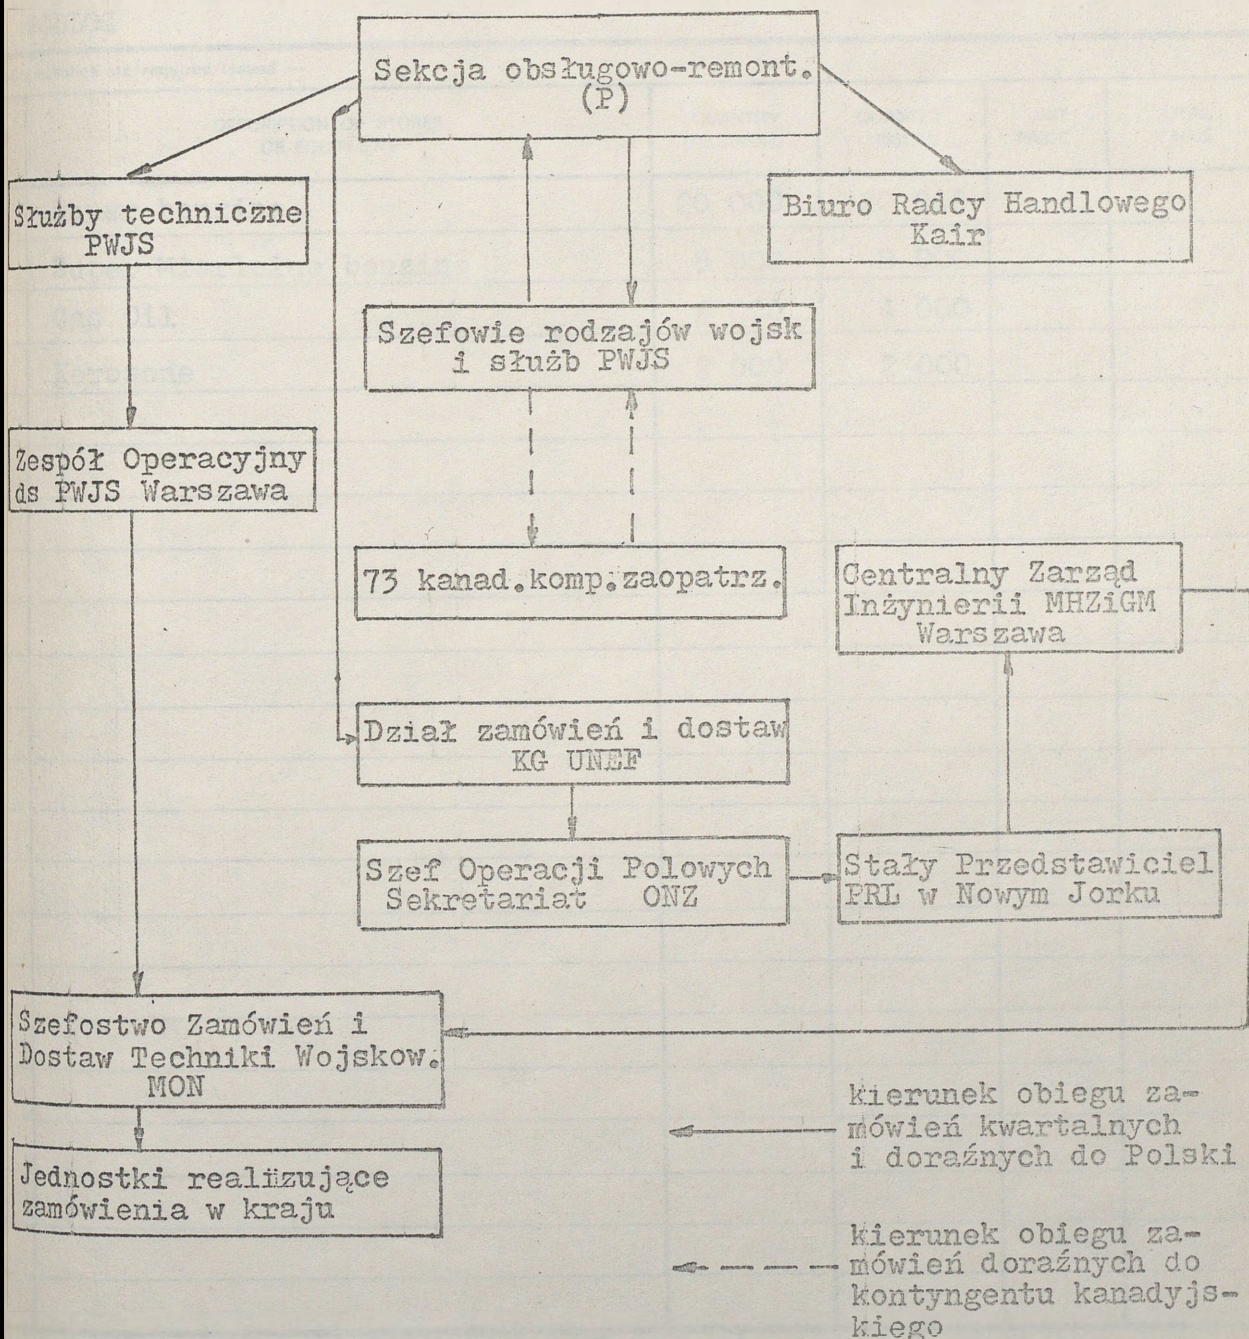 Sekcja obsługowo-remont.
(P)
Służby techniczne
PWJS
Biuro Radcy Handlowego
Kair
Szefowie rodzajów wojsk
i służb PWJS
Zespół Operacyjny
ds PWJS Warszawa
73 kanad.komp.zaopatrz.
Centralny Zarząd
Inżynierii MHZiGM
Warszawa
Dział zamówień i dostaw
KG UNEF
Szef Operacji Polowych
Sekretariat ONZ
Stały Przedstawiciel
PRL w Nowym Jorku
Szefostwo Zamówień i
Dostaw Techniki Wojskow.
MON
Jednostki realizujące
zamówienia w kraju
kierunek obiegu za-
mówień kwartalnych
i doraźnych do Polski
kierunek obiegu za-
mówień doraźnych do
kontyngentu kanadyjs-
kiego
Gas Oil
Kerosene